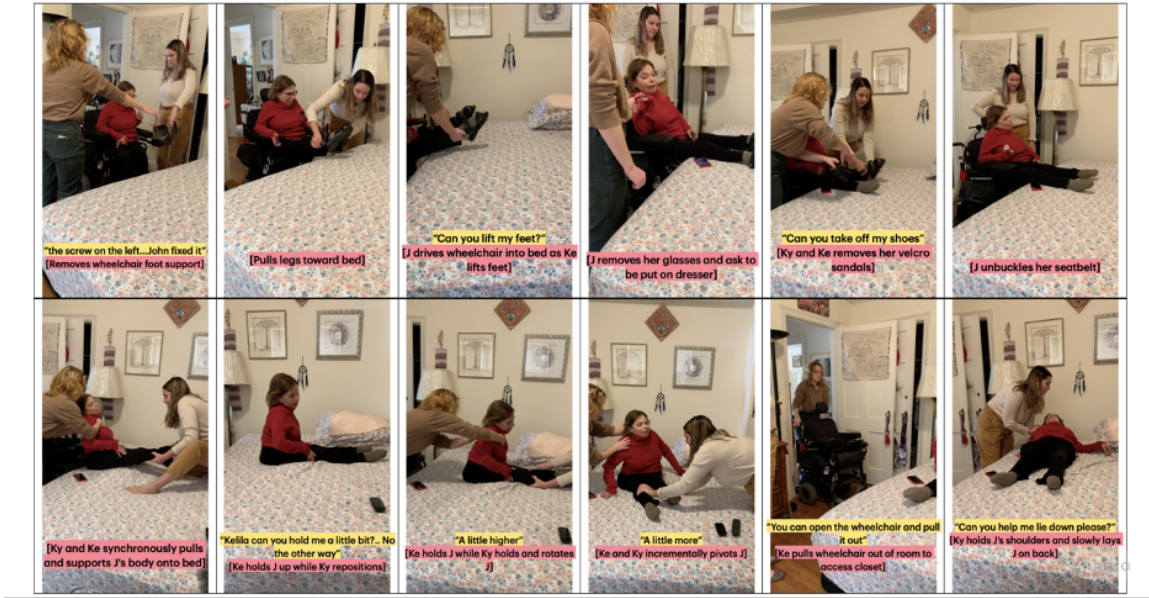 "the screw on the left...John fixed it"
[Removes wheelchair foot support]
[Pulls legs toward bed]
"Can you lift my feet?"
[J drives wheelchair into bed as Ke
lifts feet]
[J removes her glasses and ask to
be put on dresser]
"Can you take off my shoes"
[Ky and Ke removes her velcro
sandals]
[J unbuckles her seatbelt]
[Ky and Ke synchronously pulls
and supports J's body onto bed]
"Kelila can you hold me a little bit?.. No
the other way"
[Ke holds J up while Ky repositions]
"A little higher"
[Ke holds J while Ky holds and rotates
J]
"A little more"
[Ke and Ky incrementally pivots J]
"You can open the wheelchair and pull
it out"
[Ke pulls wheelchair out of room to
access closet]
"Can you help me lie down please?"
[Ky holds J's shoulders and slowly lays
J on back]